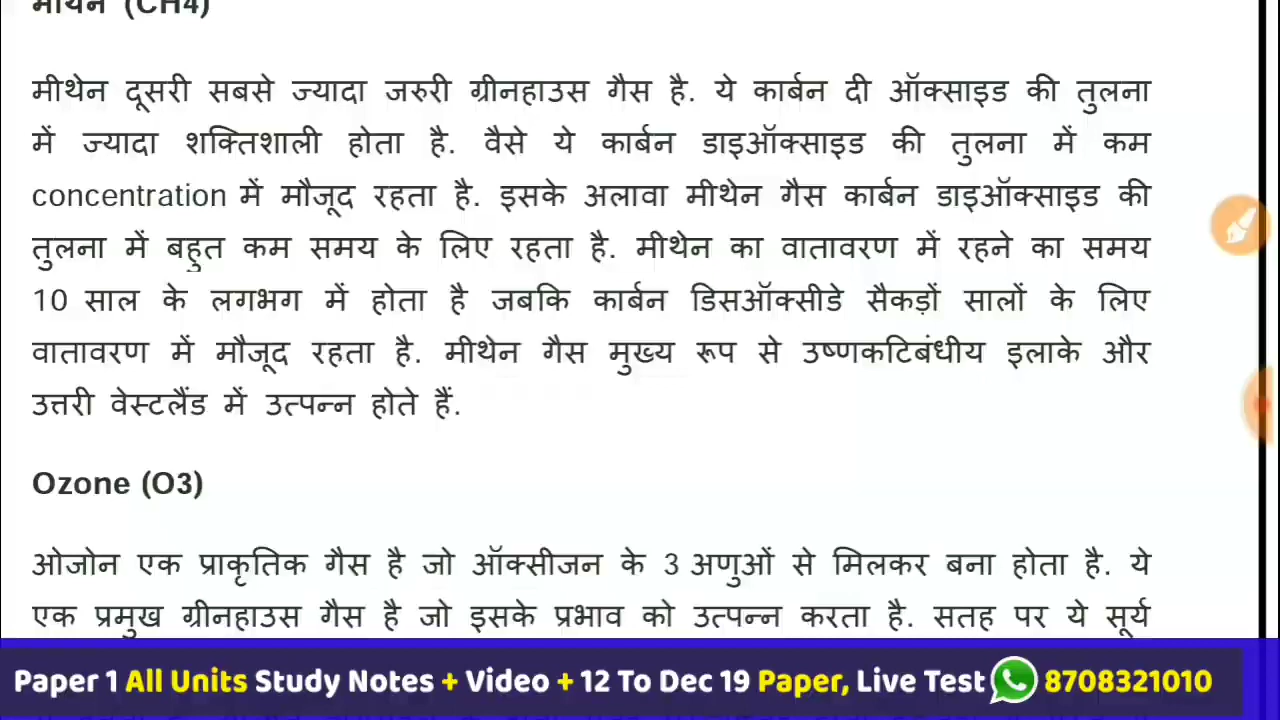 मीथेन (CH4)
मीथेन दूसरी सबसे ज्यादा जरुरी ग्रीनहाउस गैस है. ये कार्बन दी ऑक्साइड की तुलना
में ज्यादा शक्तिशाली होता है. वैसे ये कार्बन डाइऑक्साइड की तुलना में कम
concentration में मौजूद रहता है. इसके अलावा मीथेन गैस कार्बन डाइऑक्साइड की
तुलना में बहुत कम समय के लिए रहता है. मीथेन का वातावरण में रहने का समय
10 साल के लगभग में होता है जबकि कार्बन डिसऑक्सीडे सैकड़ों सालों के लिए
वातावरण में मौजूद रहता है. मीथेन गैस मुख्य रूप से उष्णकटिबंधीय इलाके और
उत्तरी वेस्टलैंड में उत्पन्न होते हैं.
Ozone (O3)
ओजोन एक प्राकृतिक गैस है जो ऑक्सीजन के 3 अणुओं से मिलकर बना होता है. ये
एक प्रमुख ग्रीनहाउस गैस है जो इसके प्रभाव को उत्पन्न करता है. सतह पर ये सूर्य
Paper 1 All Units Study Notes + Video + 12 To Dec 19 Paper, Live Test 8708321010